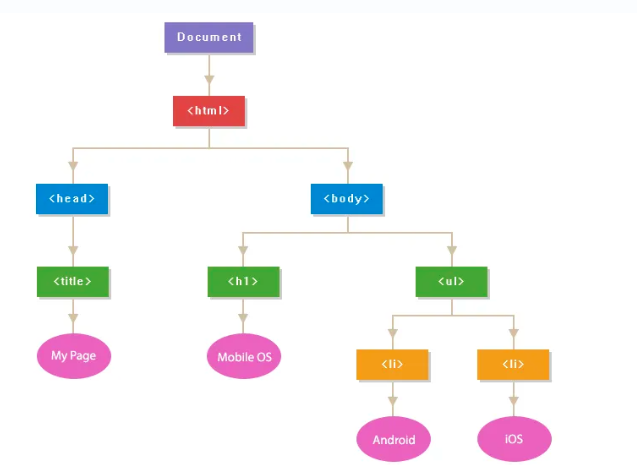 Document
<html>
<head>
<body>
<title>
<h1>
<ul>
My Page
Mobile OS
<li>
<li>
Android
iOS